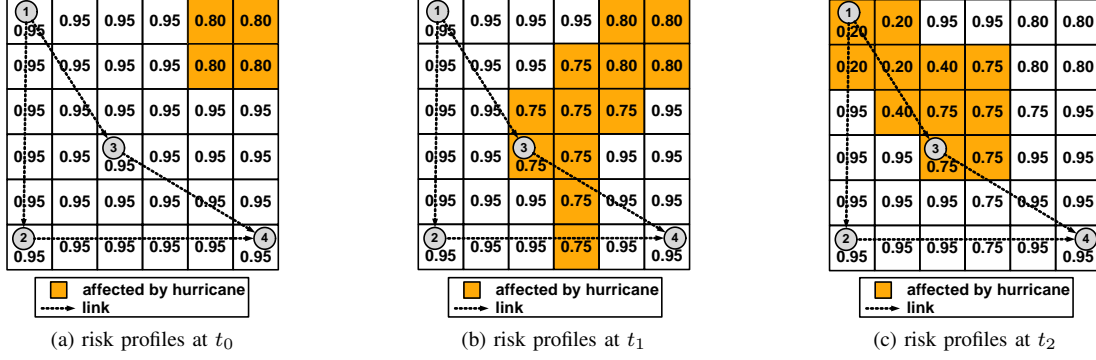 1
0.95 0.95 0.95 0.95 0.80 0.80
0.95 0.95 0.95 0.95 0.80 0.80
0.95 0.95 0.95 0.95 0.95 0.95
3
0.95 0.95 0.95 0.95 0.95 0.95
0.95 0.95 0.95 0.95 0.95 0.95
2 4
0.95 0.95 0.95 0.95 0.95 0.95
affected by hurricane
link
(a) risk profiles at t0
1
0.95 0.95 0.95 0.95 0.80 0.80
0.95 0.95 0.95 0.75 0.80 0.80
0.95 0.95 0.75 0.75 0.75 0.95
3
0.95 0.95 0.75 0.75 0.95 0.95
0.95 0.95 0.95 0.75 0.95 0.95
2 4
0.95 0.95 0.95 0.75 0.95 0.95
affected by hurricane
link
(b) risk profiles at t1
1
0.20 0.20 0.95 0.95 0.80 0.80
0.20 0.20 0.40 0.75 0.80 0.80
0.95 0.40 0.75 0.75 0.75 0.95
3
0.95 0.95 0.75 0.75 0.95 0.95
0.95 0.95 0.95 0.75 0.95 0.95
2 4
0.95 0.95 0.95 0.75 0.95 0.95
affected by hurricane
link
(c) risk profiles at t2